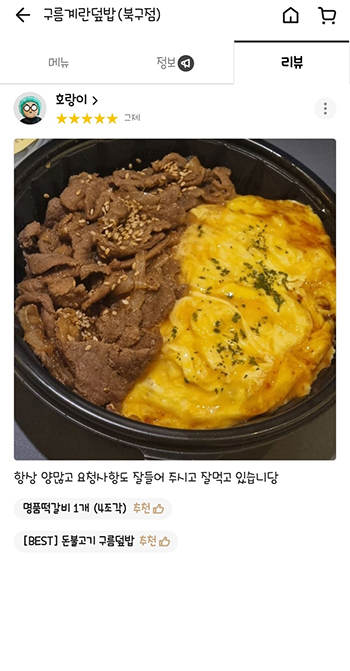 구름계란덮밥(북구점)
메뉴 정보 리뷰
호랑이 >
★★★★★ 그제
항상 양많고 요청사항도 잘들어 주시고 잘먹고 있습니당
명품떡갈비 1개 (4조각) 추천
[BEST] 돈불고기 구름덮밥 추천